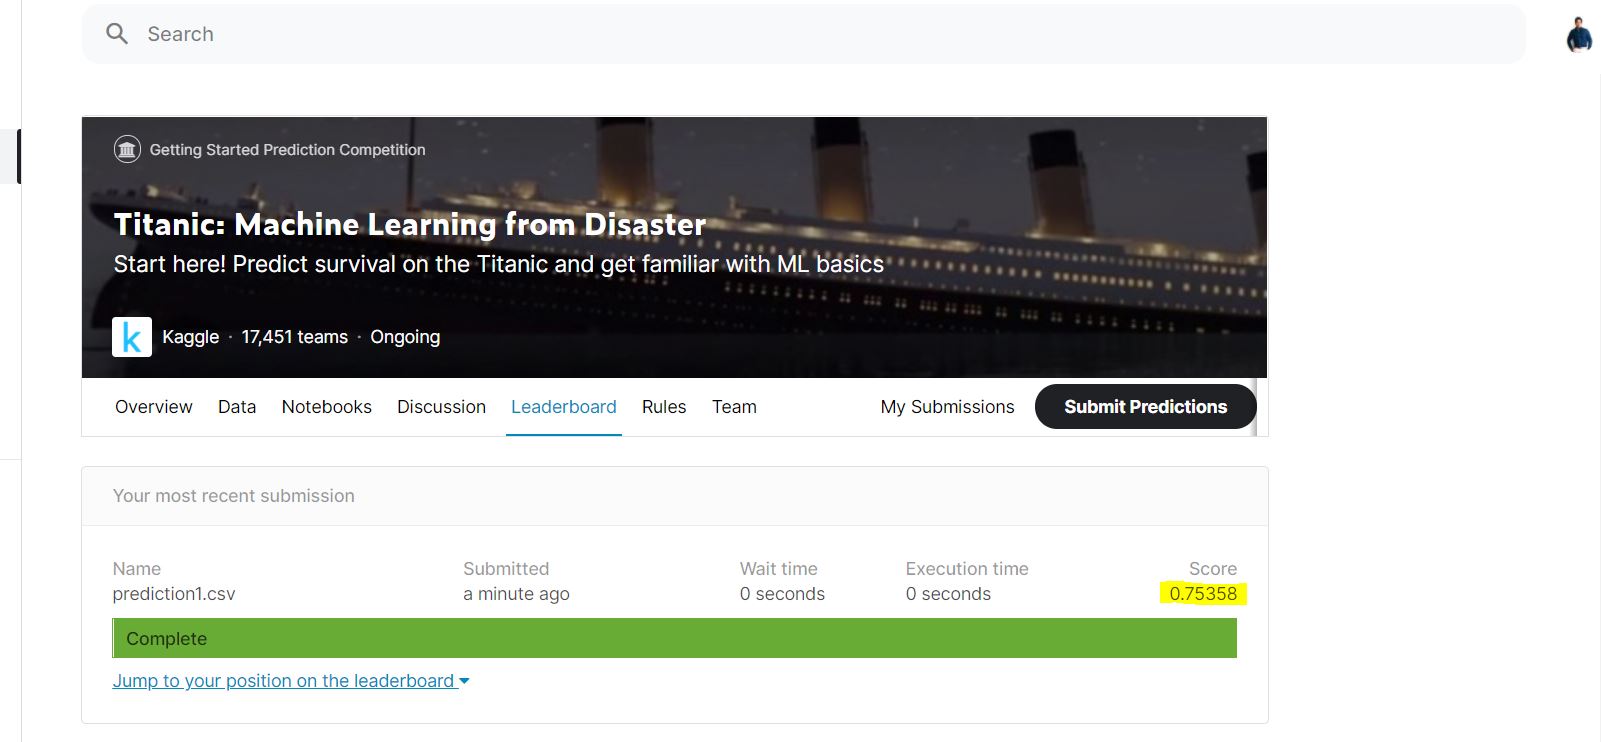 Search
Getting Started Prediction Competition
Titanic: Machine Learning from Disaster
Start here! Predict survival on the Titanic and get familiar with ML basics
k
Kaggle · 17,451 teams · Ongoing
Overview Data Notebooks Discussion Leaderboard Rules Team My Submissions Submit Predictions
Your most recent submission
Name Submitted Wait time Execution time Score
prediction1.csv a minute ago 0 seconds 0 seconds 0.75358
Complete
Jump to your position on the leaderboard